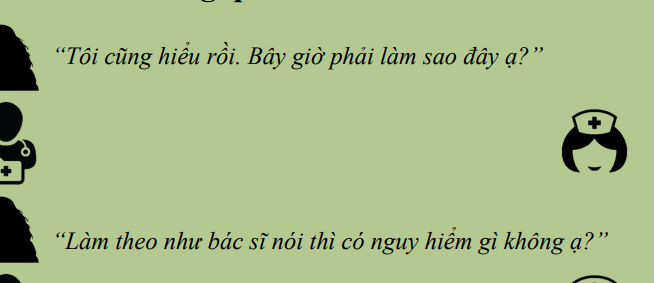 “Tôi cũng hiểu rồi. Bây giờ phải làm sao đây ạ?”
“Làm theo như bác sĩ nói thì có nguy hiểm gì không ạ?”